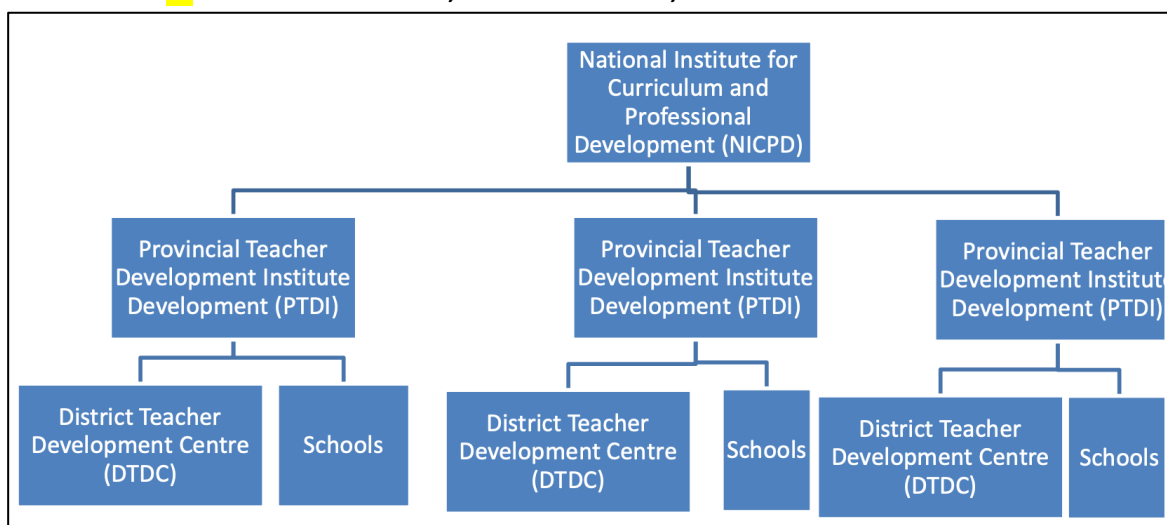 National Institute for
Curriculum and
Professional
Development (NICPD)
Provincial Teacher
Development Institute
Development (PTDI)
Provincial Teacher
Development Institute
Development (PTDI)
Provincial Teacher
Development Institute
Development (PTDI)
District Teacher
Development Centre
(DTDC)
Schools
District Teacher
Development Centre
(DTDC)
Schools
District Teacher
Development Centre
(DTDC)
Schools